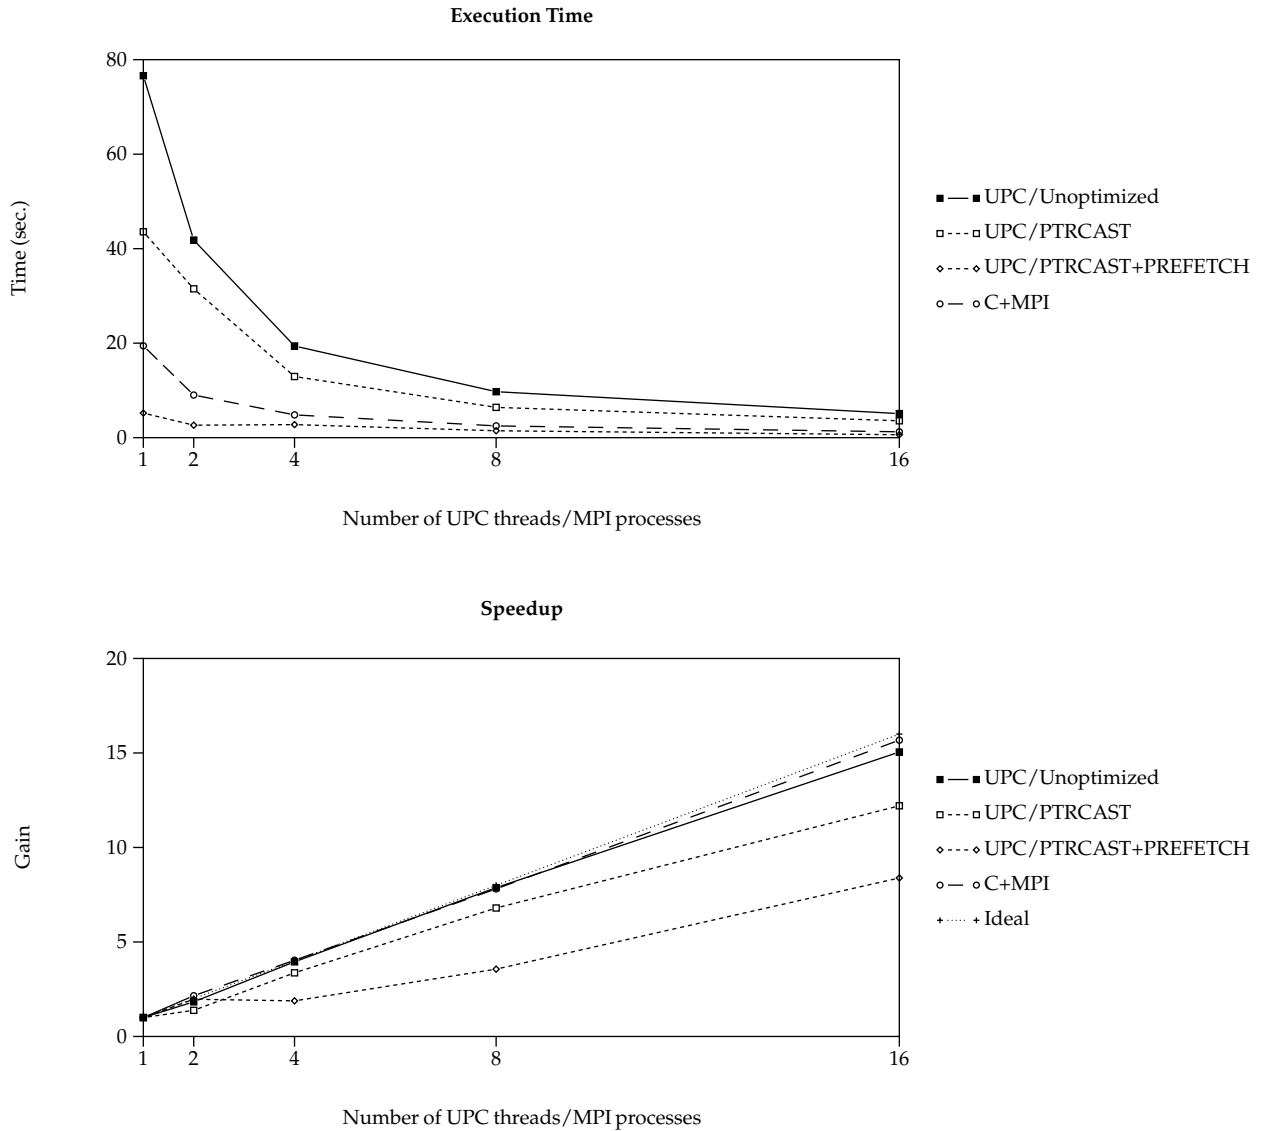 Execution Time
80
60
40
20
0
Time (sec.)
1 2 4 8 16
Number of UPC threads/MPI processes
UPC/Unoptimized
UPC/PTRCAST
UPC/PTRCAST+PREFETCH
C+MPI
Speedup
20
15
10
5
0
Gain
1 2 4 8 16
Number of UPC threads/MPI processes
UPC/Unoptimized
UPC/PTRCAST
UPC/PTRCAST+PREFETCH
C+MPI
Ideal